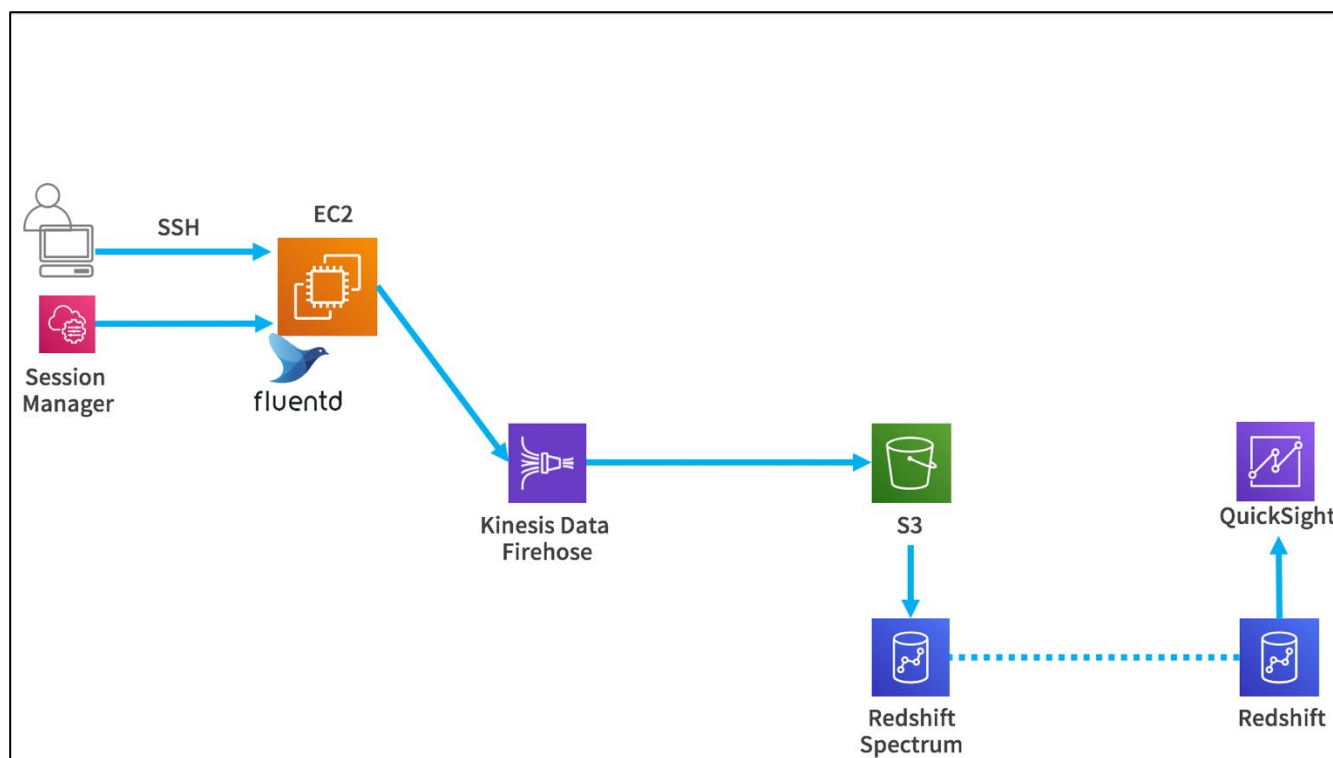 SSH
EC2
Session
Manager
fluentd
Kinesis Data
Firehose
S3
QuickSight
Redshift
Spectrum
Redshift